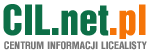 CIL.net.pl
CENTRUM INFORMACJI LICEALISTY